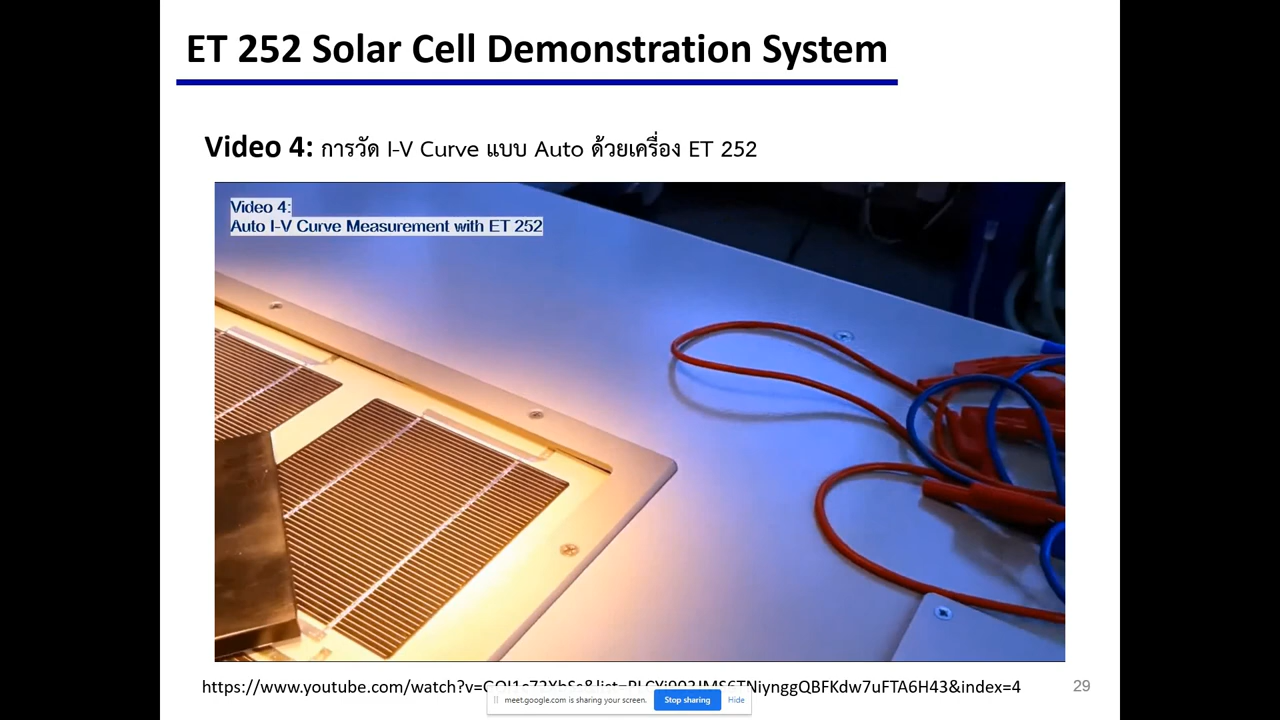 ET 252 Solar Cell Demonstration System
Video 4: การวัด I-V Curve แบบ Auto ด้วยเครื่อง ET 252
Video 4:
Auto I-V Curve Measurement with ET 252
meet.google.com is sharing your screen.
Stop sharing
Hide
29